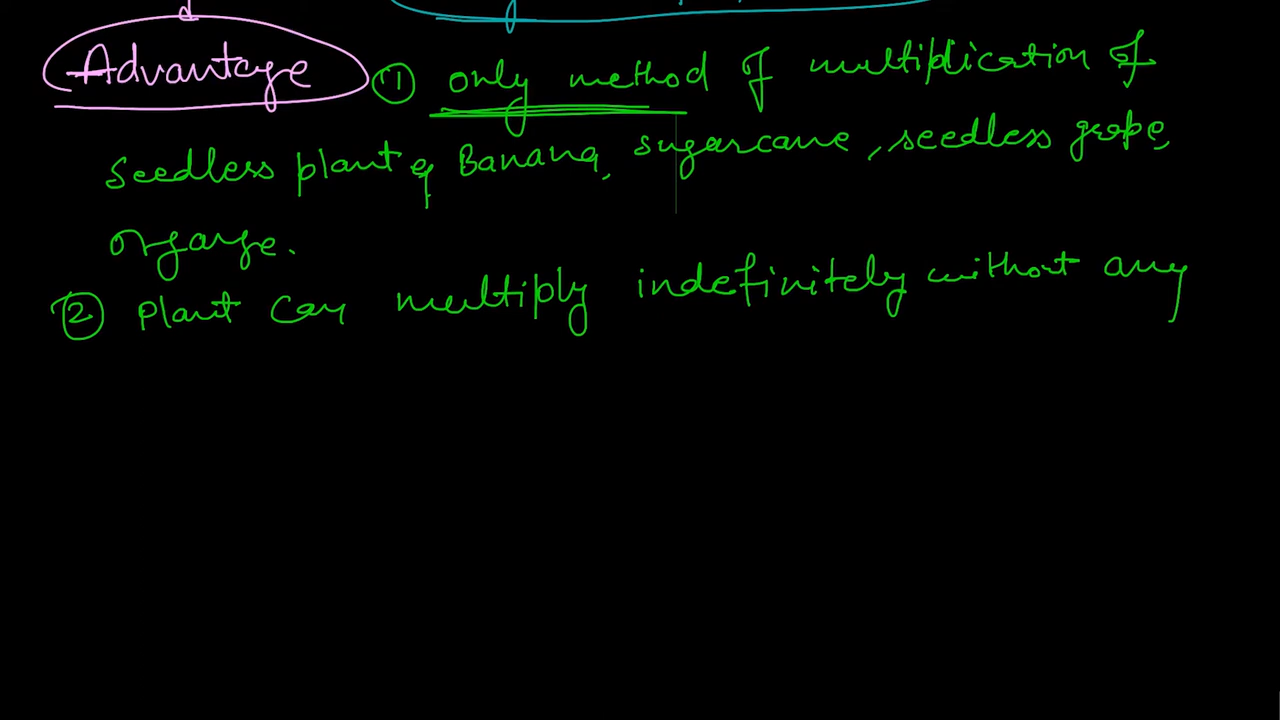 Advantage ① only method of multiplication of
seedless plant eg Banana, sugarcane, seedless grape,
organge.
② Plant can multiply indefinitely without any